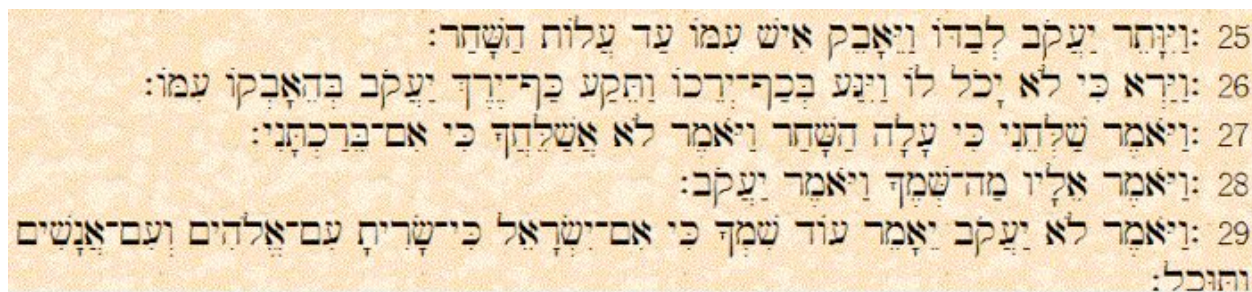 25 :וַיִּוָּתֵר יַעֲקֹב לְבַדּוֹ וַיֵּאָבֵק אִישׁ עִמּוֹ עַד עֲלוֹת הַשָּׁחַר:
26 :וַיַּרְא כִּי לֹא יָכֹל לוֹ וַיִּגַּע בְּכַף־יְרֵכוֹ וַתֵּקַע כַּף־יֶרֶךְ יַעֲקֹב בְּהֵאָבְקוֹ עִמּוֹ:
27 :וַיֹּאמֶר שַׁלְּחֵנִי כִּי עָלָה הַשָּׁחַר וַיֹּאמֶר לֹא אֲשַׁלֵּחֲךָ כִּי אִם־בֵּרַכְתָּנִי:
28 :וַיֹּאמֶר אֵלָיו מַה־שְּׁמֶךָ וַיֹּאמֶר יַעֲקֹב:
29 :וַיֹּאמֶר לֹא יַעֲקֹב יֵאָמֵר עוֹד שִׁמְךָ כִּי אִם־יִשְׂרָאֵל כִּי־שָׂרִיתָ עִם־אֱלֹהִים וְעִם־אֲנָשִׁים
וַתּוּכָל: